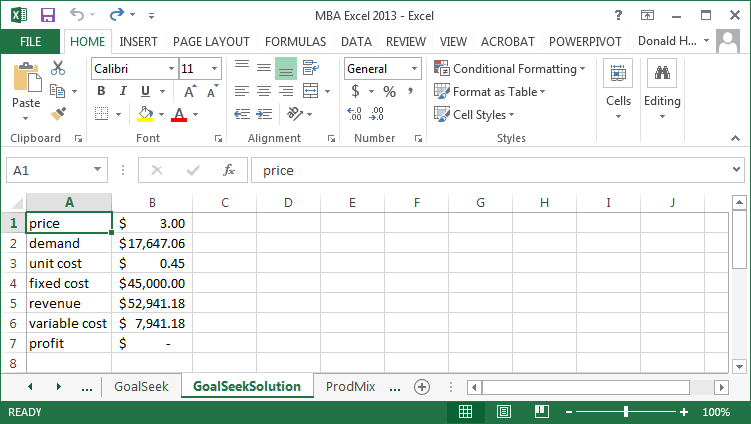 MBA Excel 2013 - Excel
FILE HOME INSERT PAGE LAYOUT FORMULAS DATA REVIEW VIEW ACROBAT POWERPIVOT Donald H...
Calibri 11 General Conditional Formatting
Paste B I U A A $ % , Format as Table Cells Editing
A .00 .0 Cell Styles
Clipboard Font Alignment Number Styles
A1 fx price
A B C D E F G H I J
1 price $ 3.00
2 demand $17,647.06
3 unit cost $ 0.45
4 fixed cost $45,000.00
5 revenue $52,941.18
6 variable cost $ 7,941.18
7 profit $ -
8
... GoalSeek GoalSeekSolution ProdMix ...
READY 100%